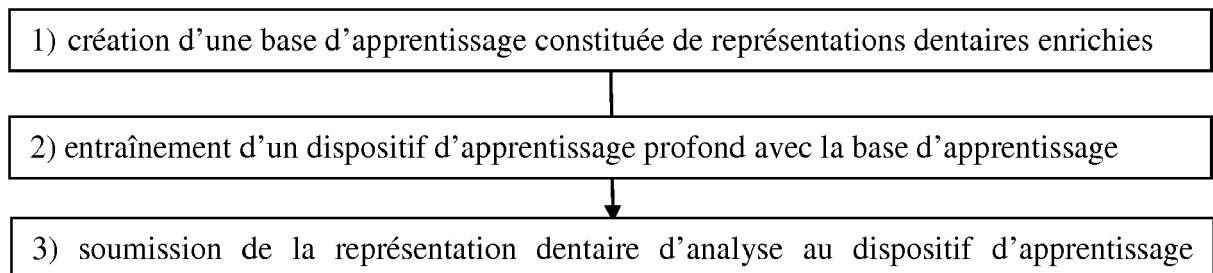 1) création d’une base d’apprentissage constituée de représentations dentaires enrichies
2) entraînement d’un dispositif d’apprentissage profond avec la base d’apprentissage
3) soumission de la représentation dentaire d’analyse au dispositif d’apprentissage